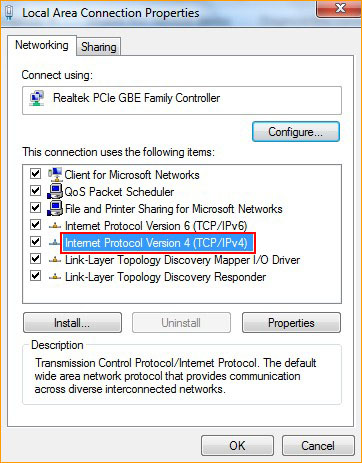 Local Area Connection Properties
Networking
Sharing
Connect using:
Realtek PCIe GBE Family Controller
Configure...
This connection uses the following items:
Client for Microsoft Networks
QoS Packet Scheduler
File and Printer Sharing for Microsoft Networks
Internet Protocol Version 6 (TCP/IPv6)
Internet Protocol Version 4 (TCP/IPv4)
Link-Layer Topology Discovery Mapper I/O Driver
Link-Layer Topology Discovery Responder
Install...
Uninstall
Properties
Description
Transmission Control Protocol/Internet Protocol. The default
wide area network protocol that provides communication
across diverse interconnected networks.
OK
Cancel